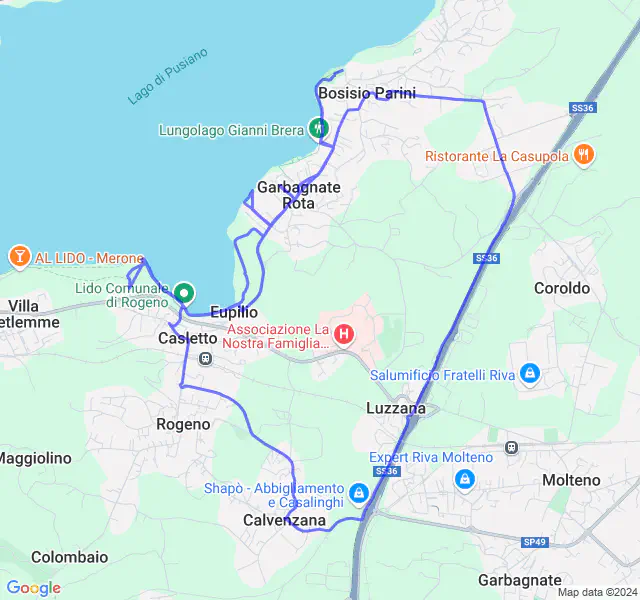 Lago di Pusiano
Bosisio Parini
SS36
Lungolago Gianni Brera
Ristorante La Casupola
Garbagnate
Rota
AL LIDO - Merone
SS36
Lido Comunale
di Rogeno
Coroldo
Villa
etlemme
Eupilio
Associazione La
Nostra Famiglia...
H
Casletto
Salumificio Fratelli Riva
Luzzana
Rogeno
Maggiolino
Expert Riva Molteno
SS36
Molteno
Shapò - Abbigliamento
e Casalinghi
Calvenzana
SP49
Colombaio
Garbagnate
Google
Map data ©2024